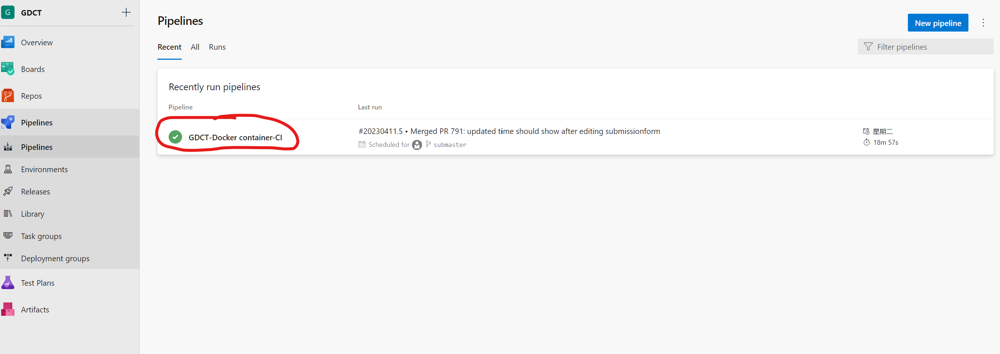 G GDCT
Overview
Boards
Repos
Pipelines
Pipelines
Environments
Releases
Library
Task groups
Deployment groups
Test Plans
Artifacts
Pipelines
New pipeline
Recent All Runs
Filter pipelines
Recently run pipelines
Pipeline Last run
GDCT-Docker container-CI
#20230411.5 • Merged PR 791: updated time should show after editing submissionform
Scheduled for submaster
星期二
18m 57s